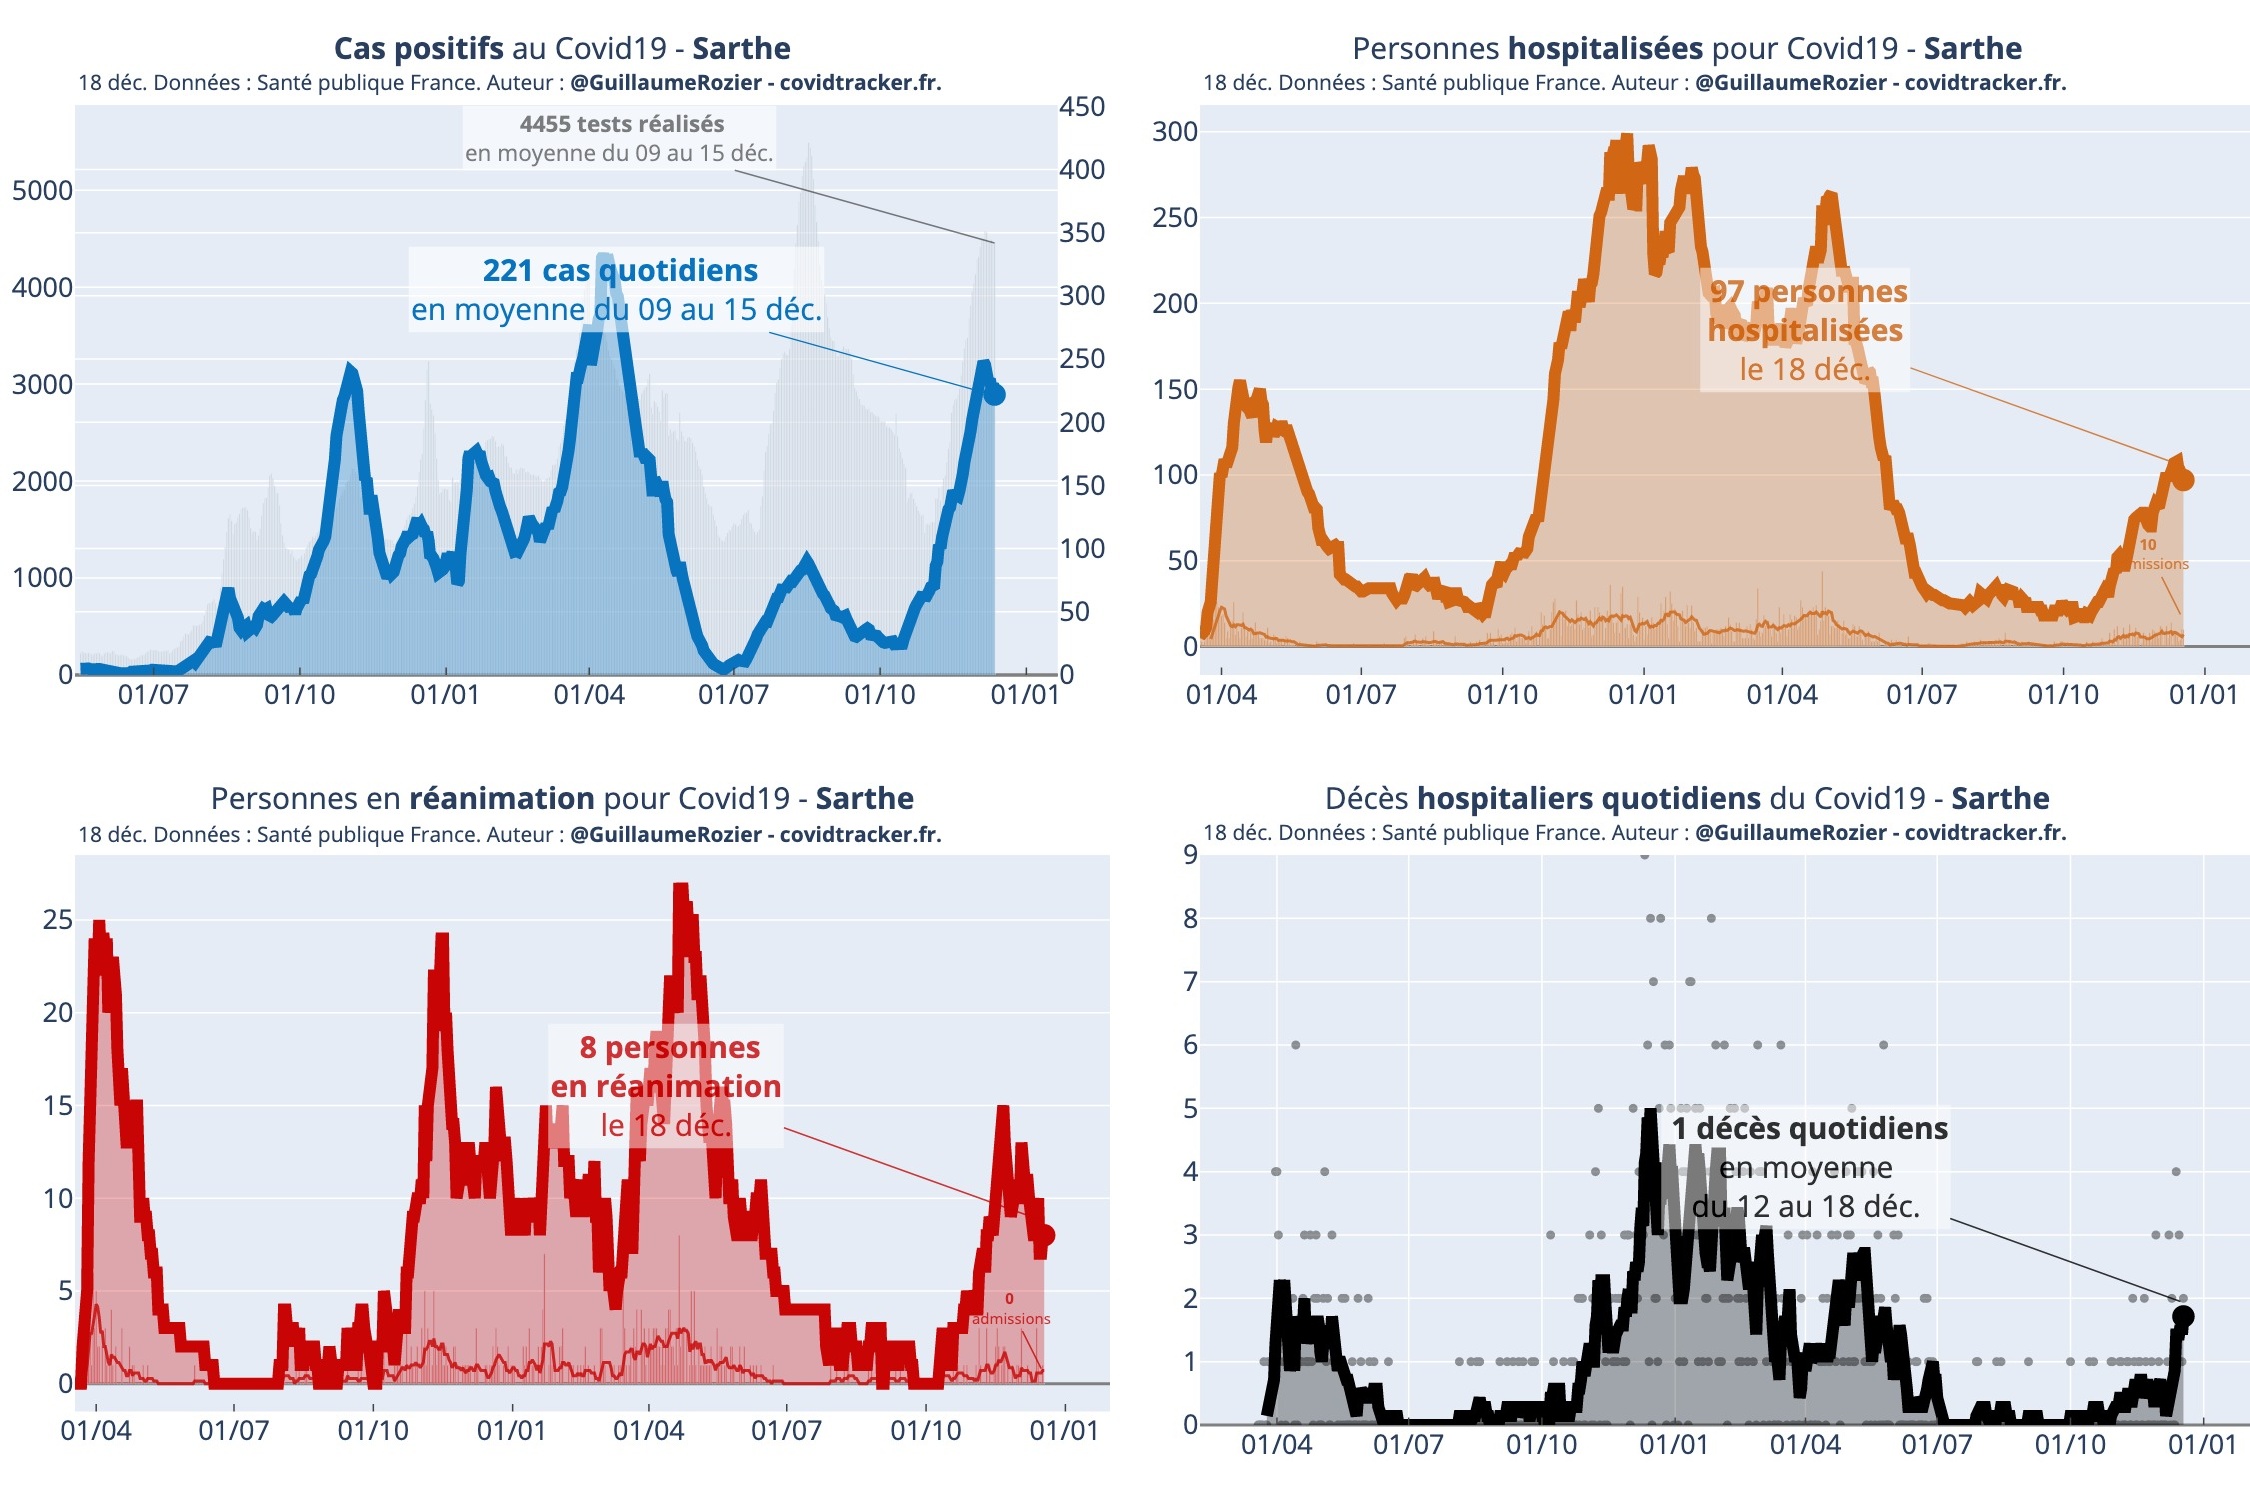 Cas positifs au Covid19 - Sarthe
18 déc. Données : Santé publique France. Auteur : @GuillaumeRozier - covidtracker.fr.
4455 tests réalisés
en moyenne du 09 au 15 déc.
221 cas quotidiens
en moyenne du 09 au 15 déc.
5000
4000
3000
2000
1000
0
450
400
350
300
250
200
150
100
50
0
01/07 01/10 01/01 01/04 01/07 01/10 01/01
Personnes hospitalisées pour Covid19 - Sarthe
18 déc. Données : Santé publique France. Auteur : @GuillaumeRozier - covidtracker.fr.
300
250
200
150
100
50
0
97 personnes
hospitalisées
le 18 déc.
10
01/04 01/07 01/10 01/01 01/04 01/07 01/10 01/01
Personnes en réanimation pour Covid19 - Sarthe
18 déc. Données : Santé publique France. Auteur : @GuillaumeRozier - covidtracker.fr.
25
20
15
10
5
0
8 personnes
en réanimation
le 18 déc.
0
admissions
01/04 01/07 01/10 01/01 01/04 01/07 01/10 01/01
Décès hospitaliers quotidiens du Covid19 - Sarthe
18 déc. Données : Santé publique France. Auteur : @GuillaumeRozier - covidtracker.fr.
9
8
7
6
5
4
3
2
1
0
1 décès quotidiens
en moyenne
du 12 au 18 déc.
01/04 01/07 01/10 01/01 01/04 01/07 01/10 01/01